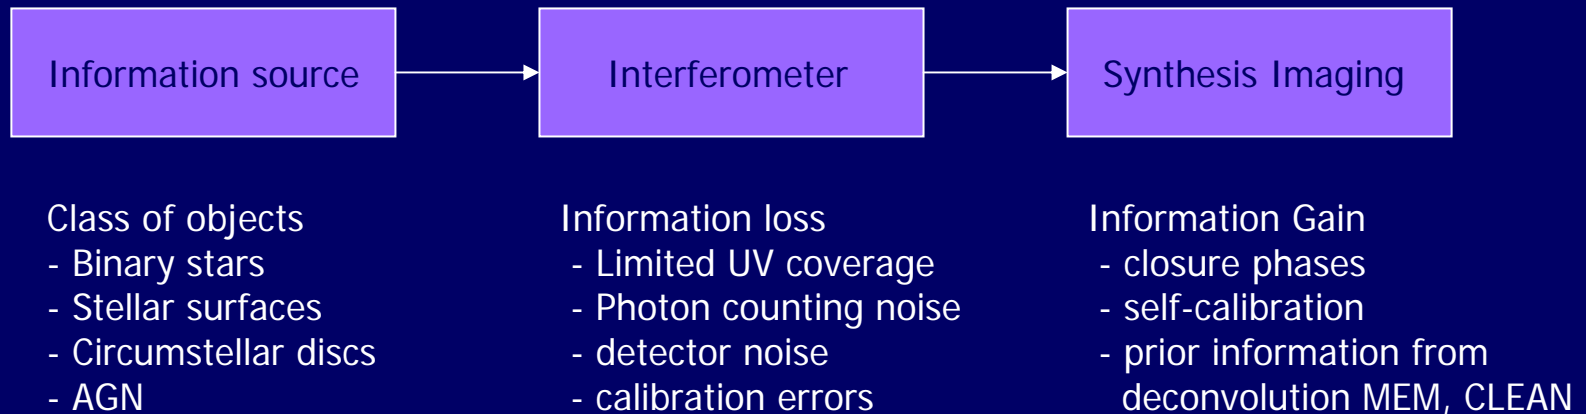 Information source
Interferometer
Synthesis Imaging
Class of objects
- Binary stars
- Stellar surfaces
- Circumstellar discs
- AGN
Information loss
- Limited UV coverage
- Photon counting noise
- detector noise
- calibration errors
Information Gain
- closure phases
- self-calibration
- prior information from
deconvolution MEM, CLEAN